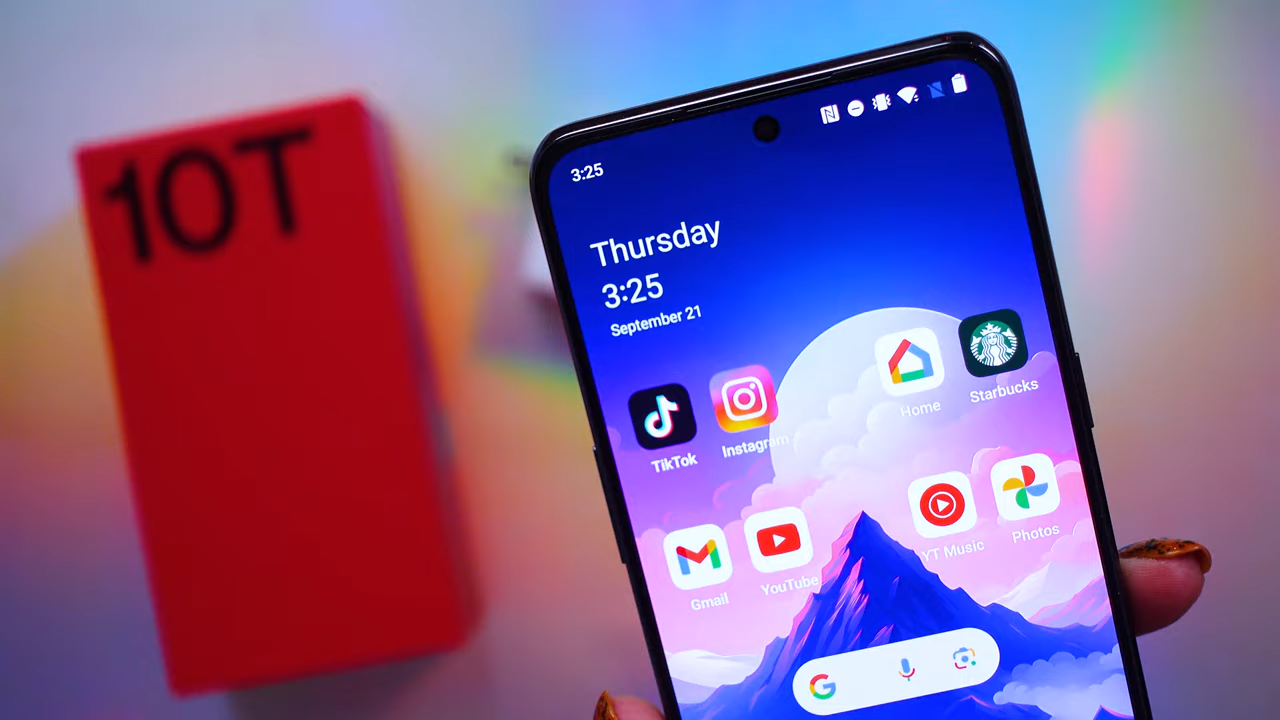 10T
3:25
Thursday
3:25
September 21
TikTok
Instagram
Home
Starbucks
Gmail
YouTube
YT Music
Photos